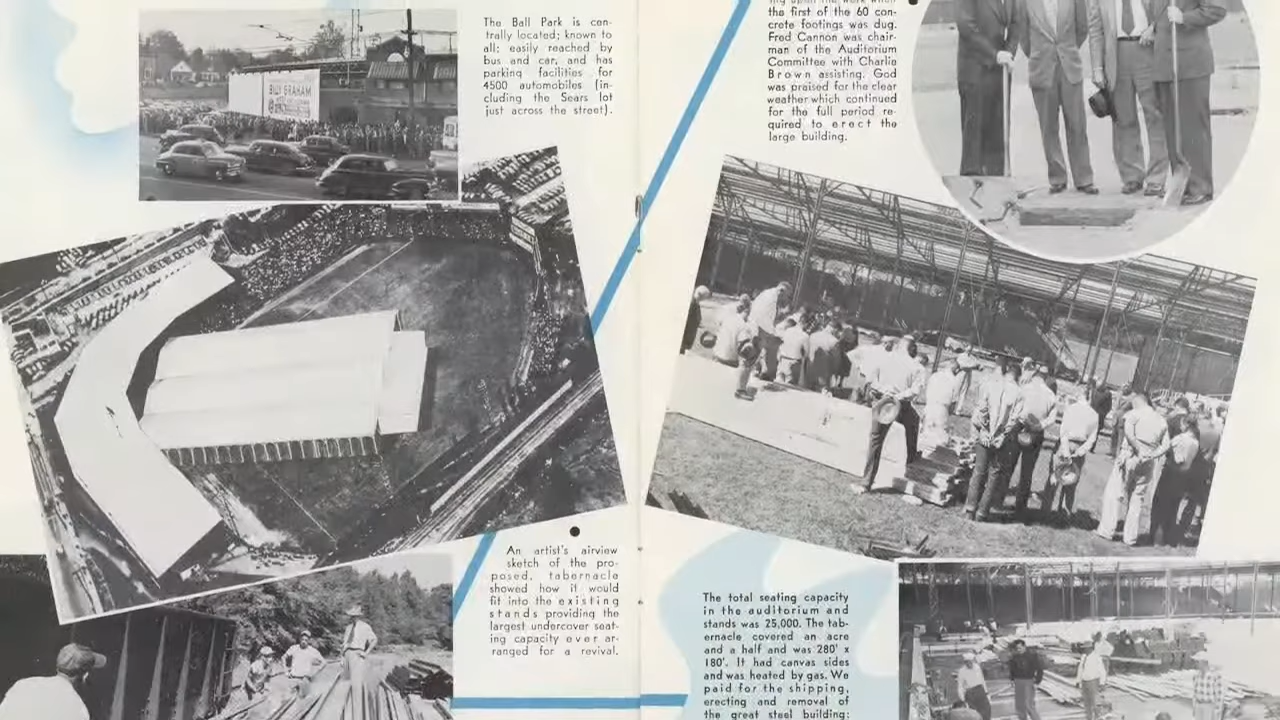 The Ball Park is cen-
trally located; known to
all: easily reached by
bus and car, and has
parking facilities for
4500 automobiles (in-
cluding the Sears lot
just across the street).
BILLY GRAHAM
An artist's airview
sketch of the pro-
posed, tabernacle
showed how it would
fit into the existing
stands providing the
largest undercover seat-
ing capacity ever ar-
ranged for a revival.
the first of the 60 con-
crete footings was dug.
Fred Cannon was chair-
man of the Auditorium
Committee with Charlie
Brown assisting. God
was praised for the clear
weather which continued
for the full period re-
quired to erect the
large building.
The total seating capacity
in the auditorium and
stands was 25,000. The tab-
ernacle covered an acre
and a half and was 280' x
180'. It had canvas sides
and was heated by gas. We
paid for the shipping,
erecting and removal of
the great steel building: